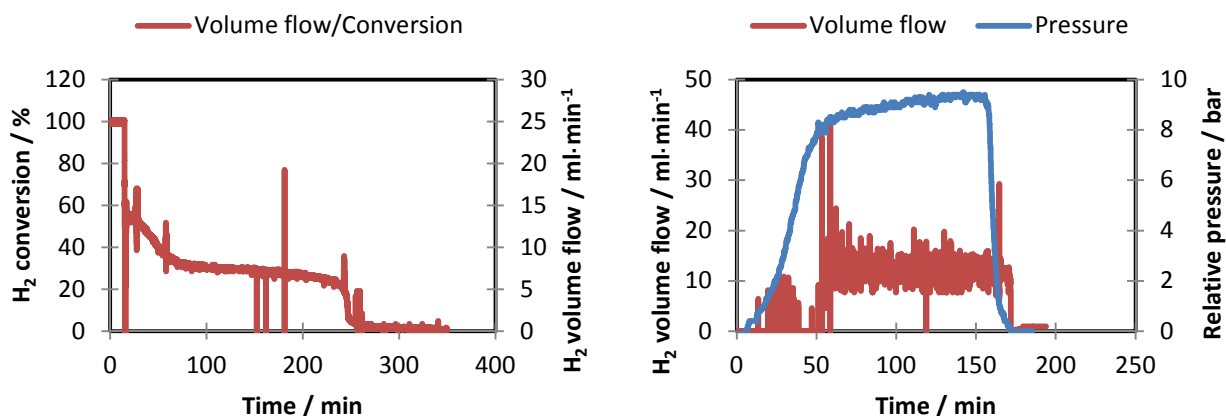 Volume flow/Conversion
120
100
80
60
40
20
0
H₂ conversion / %
30
25
20
15
10
5
0
H₂ volume flow / ml·min⁻¹
0 100 200 300 400
Time / min
Volume flow Pressure
50
40
30
20
10
0
H₂ volume flow / ml·min⁻¹
10
8
6
4
2
0
Relative pressure / bar
0 50 100 150 200 250
Time / min